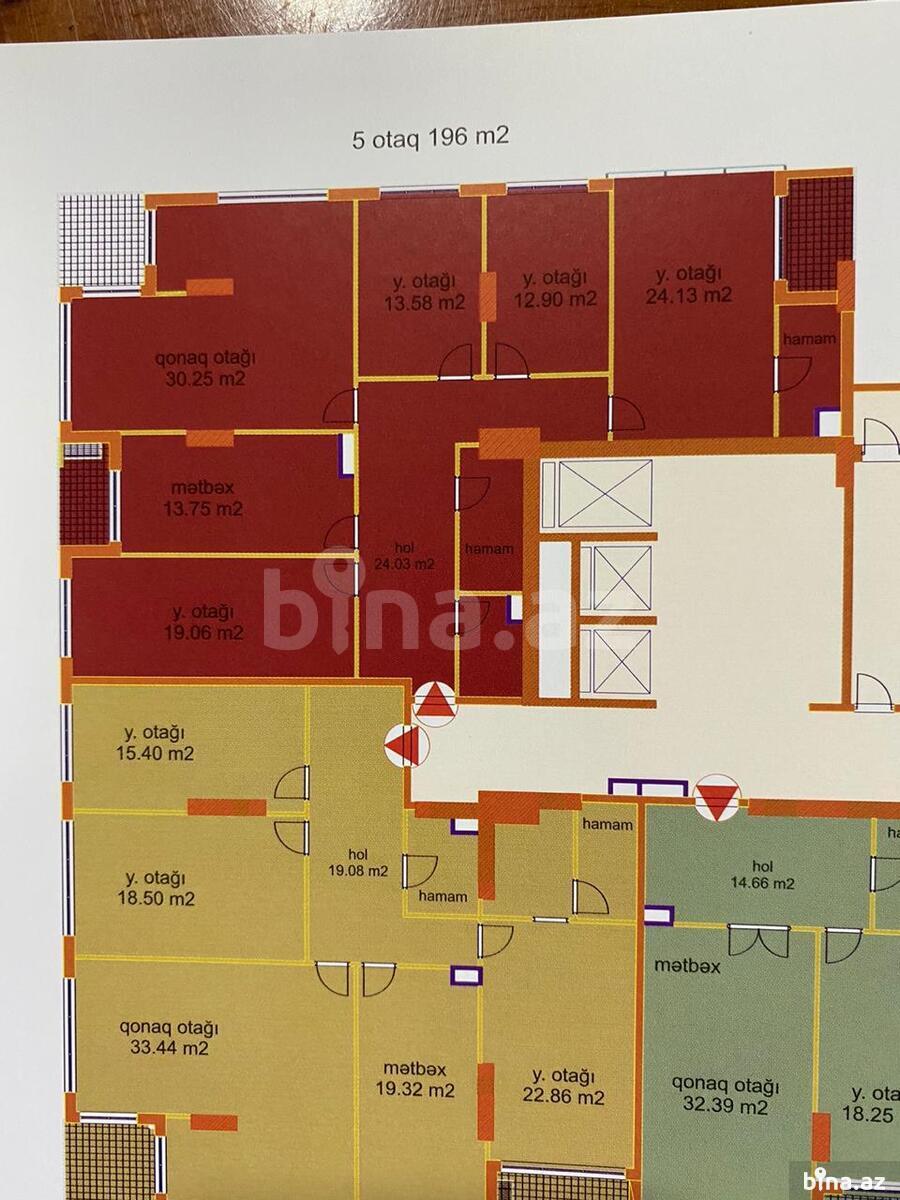 5 otaq 196 m2
y. otağı
13.58 m2
y. otağı
12.90 m2
y. otağı
24.13 m2
hamam
qonaq otağı
30.25 m2
mətbəx
13.75 m2
hol
24.03 m2
hamam
y. otağı
19.06 m2
bina.az
y. otağı
15.40 m2
y. otağı
18.50 m2
hol
19.08 m2
hamam
hamam
hol
14.66 m2
ha
mətbəx
qonaq otağı
33.44 m2
mətbəx
19.32 m2
y. otağı
22.86 m2
qonaq otağı
32.39 m2
y. ota
18.25
bina.az